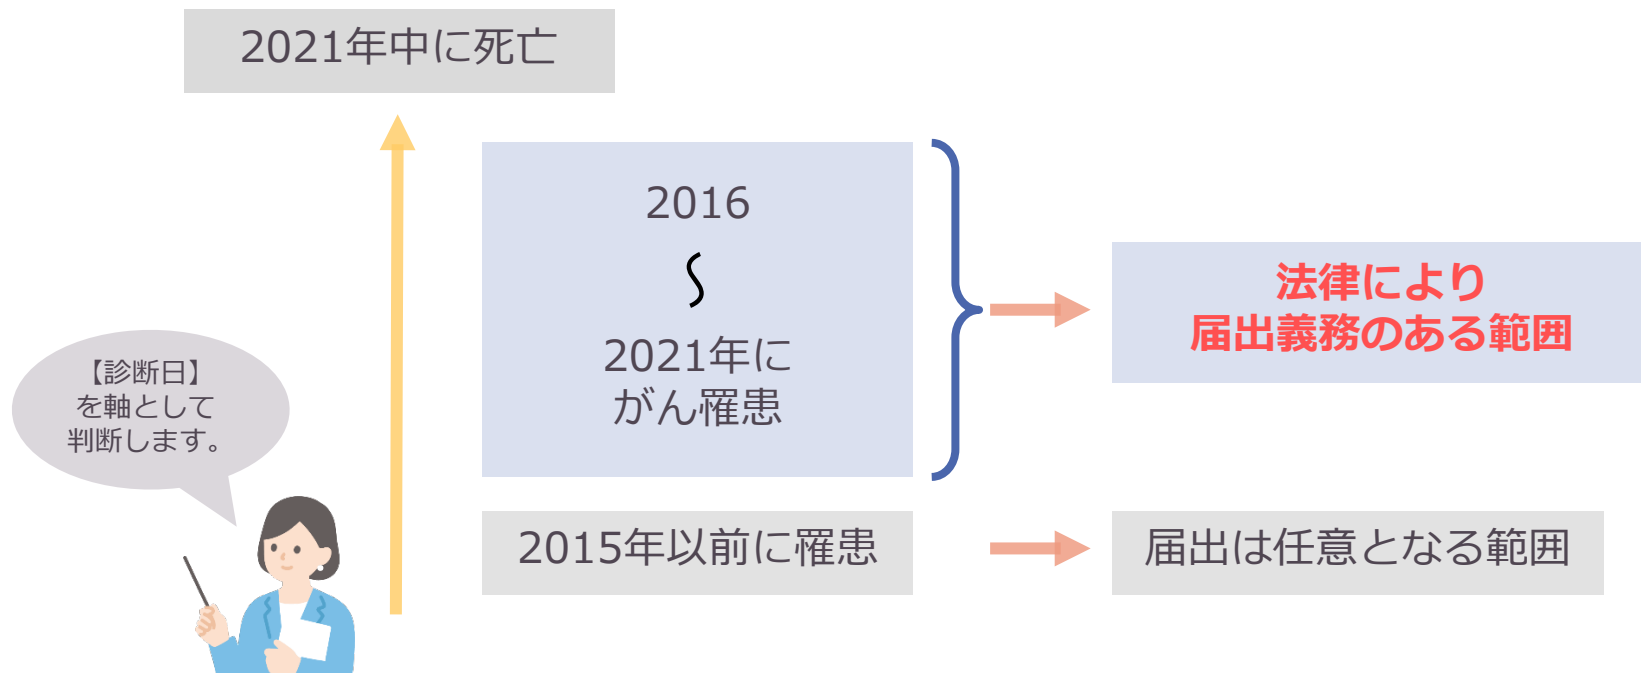 2021年中に死亡
2016
～
2021年に
がん罹患
法律により
届出義務のある範囲
【診断日】
を軸として
判断します。
2015年以前に罹患
届出は任意となる範囲